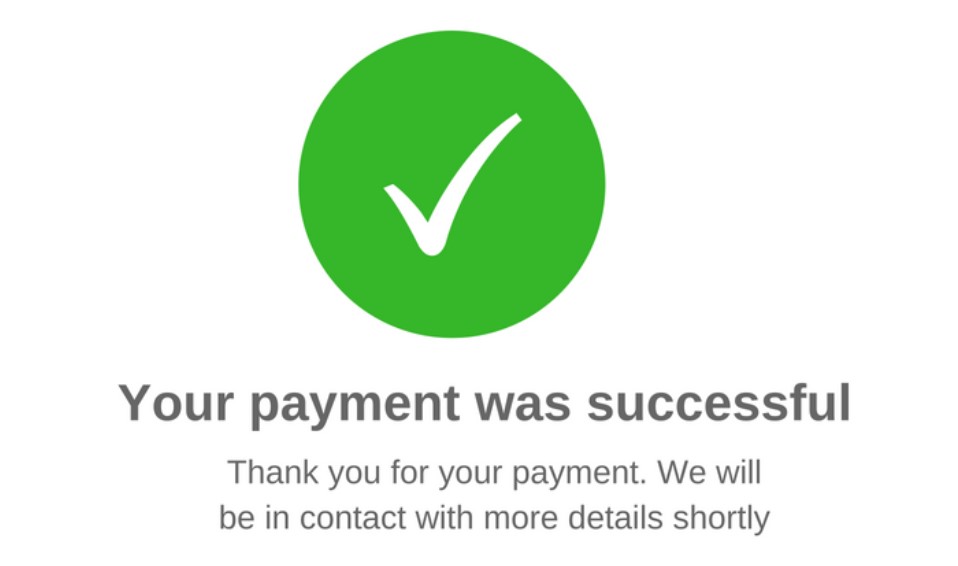 Your payment was successful
Thank you for your payment. We will
be in contact with more details shortly